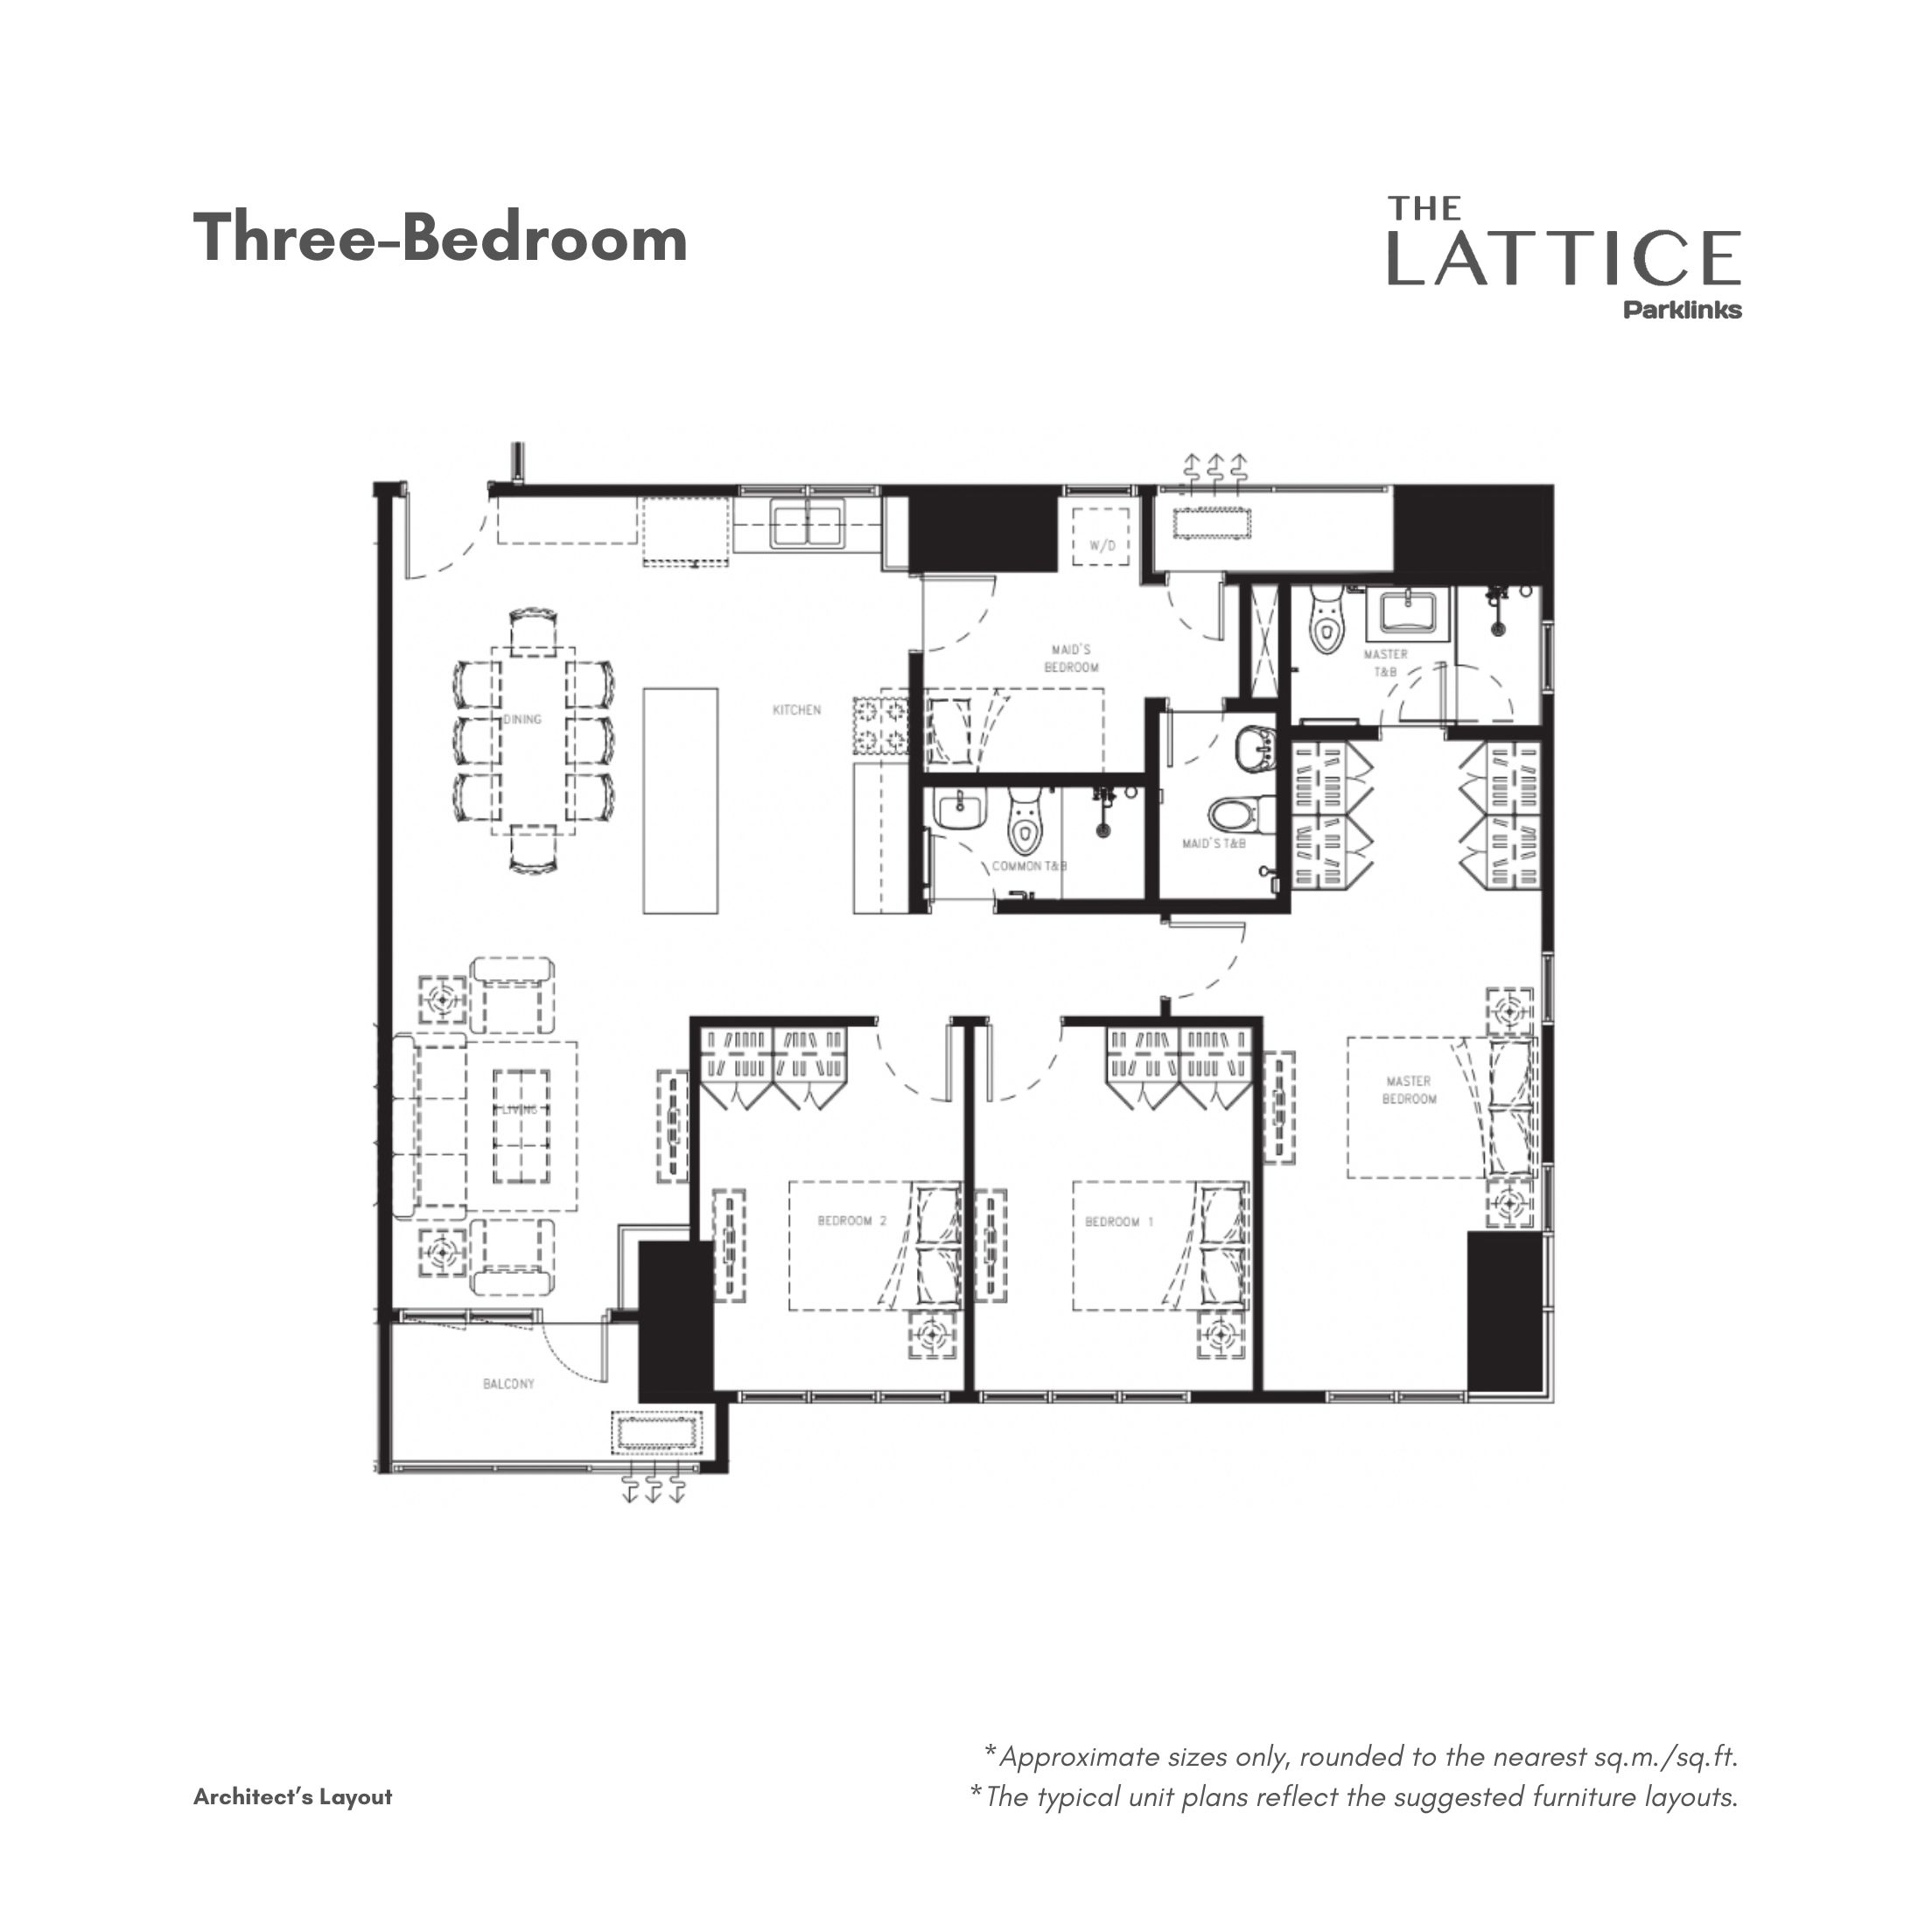 Three-Bedroom
THE
LATTICE
Parklinks
W/D
MAID'S
BEDROOM
MASTER
T&B
KITCHEN
DINING
MAID'S T&B
COMMON T&B
MASTER
BEDROOM
LIVING
BEDROOM 2
BEDROOM 1
BALCONY
*Approximate sizes only, rounded to the nearest sq.m./sq.ft.
Architect's Layout
*The typical unit plans reflect the suggested furniture layouts.